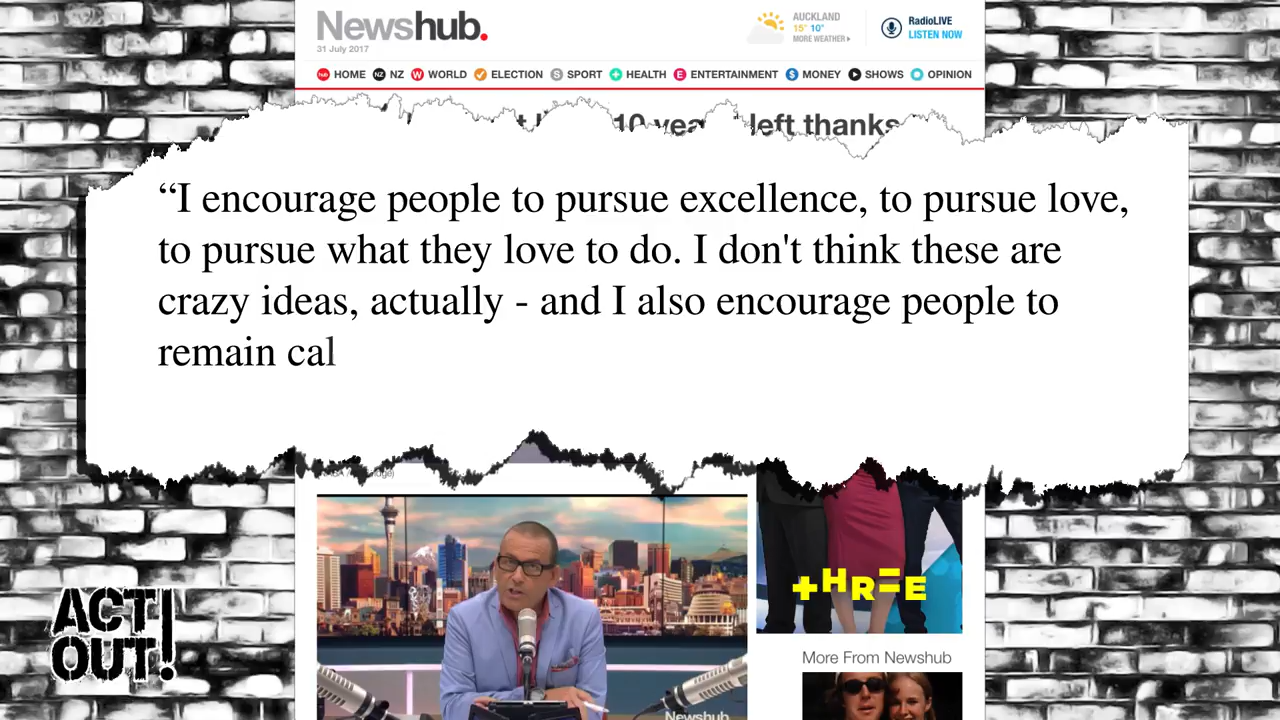 Newshub.
31 July 2017
AUCKLAND
15° 10°
MORE WEATHER
RadioLIVE
LISTEN NOW
HOME NZ WORLD ELECTION SPORT HEALTH ENTERTAINMENT MONEY SHOWS OPINION
10 years left thanks
“I encourage people to pursue excellence, to pursue love,
to pursue what they love to do. I don't think these are
crazy ideas, actually - and I also encourage people to
remain cal
THREE
More From Newshub
Newshub
ACT
OUT!